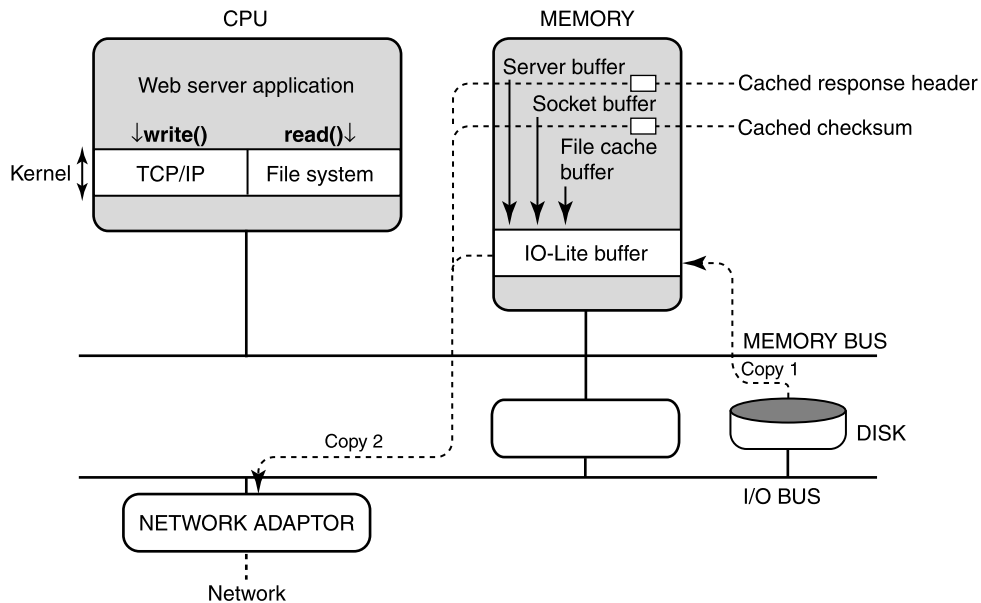 CPU
MEMORY
Web server application
↓write()
read()↓
Kernel
TCP/IP
File system
Server buffer
Cached response header
Socket buffer
Cached checksum
File cache
buffer
IO-Lite buffer
MEMORY BUS
Copy 1
DISK
Copy 2
I/O BUS
NETWORK ADAPTOR
Network